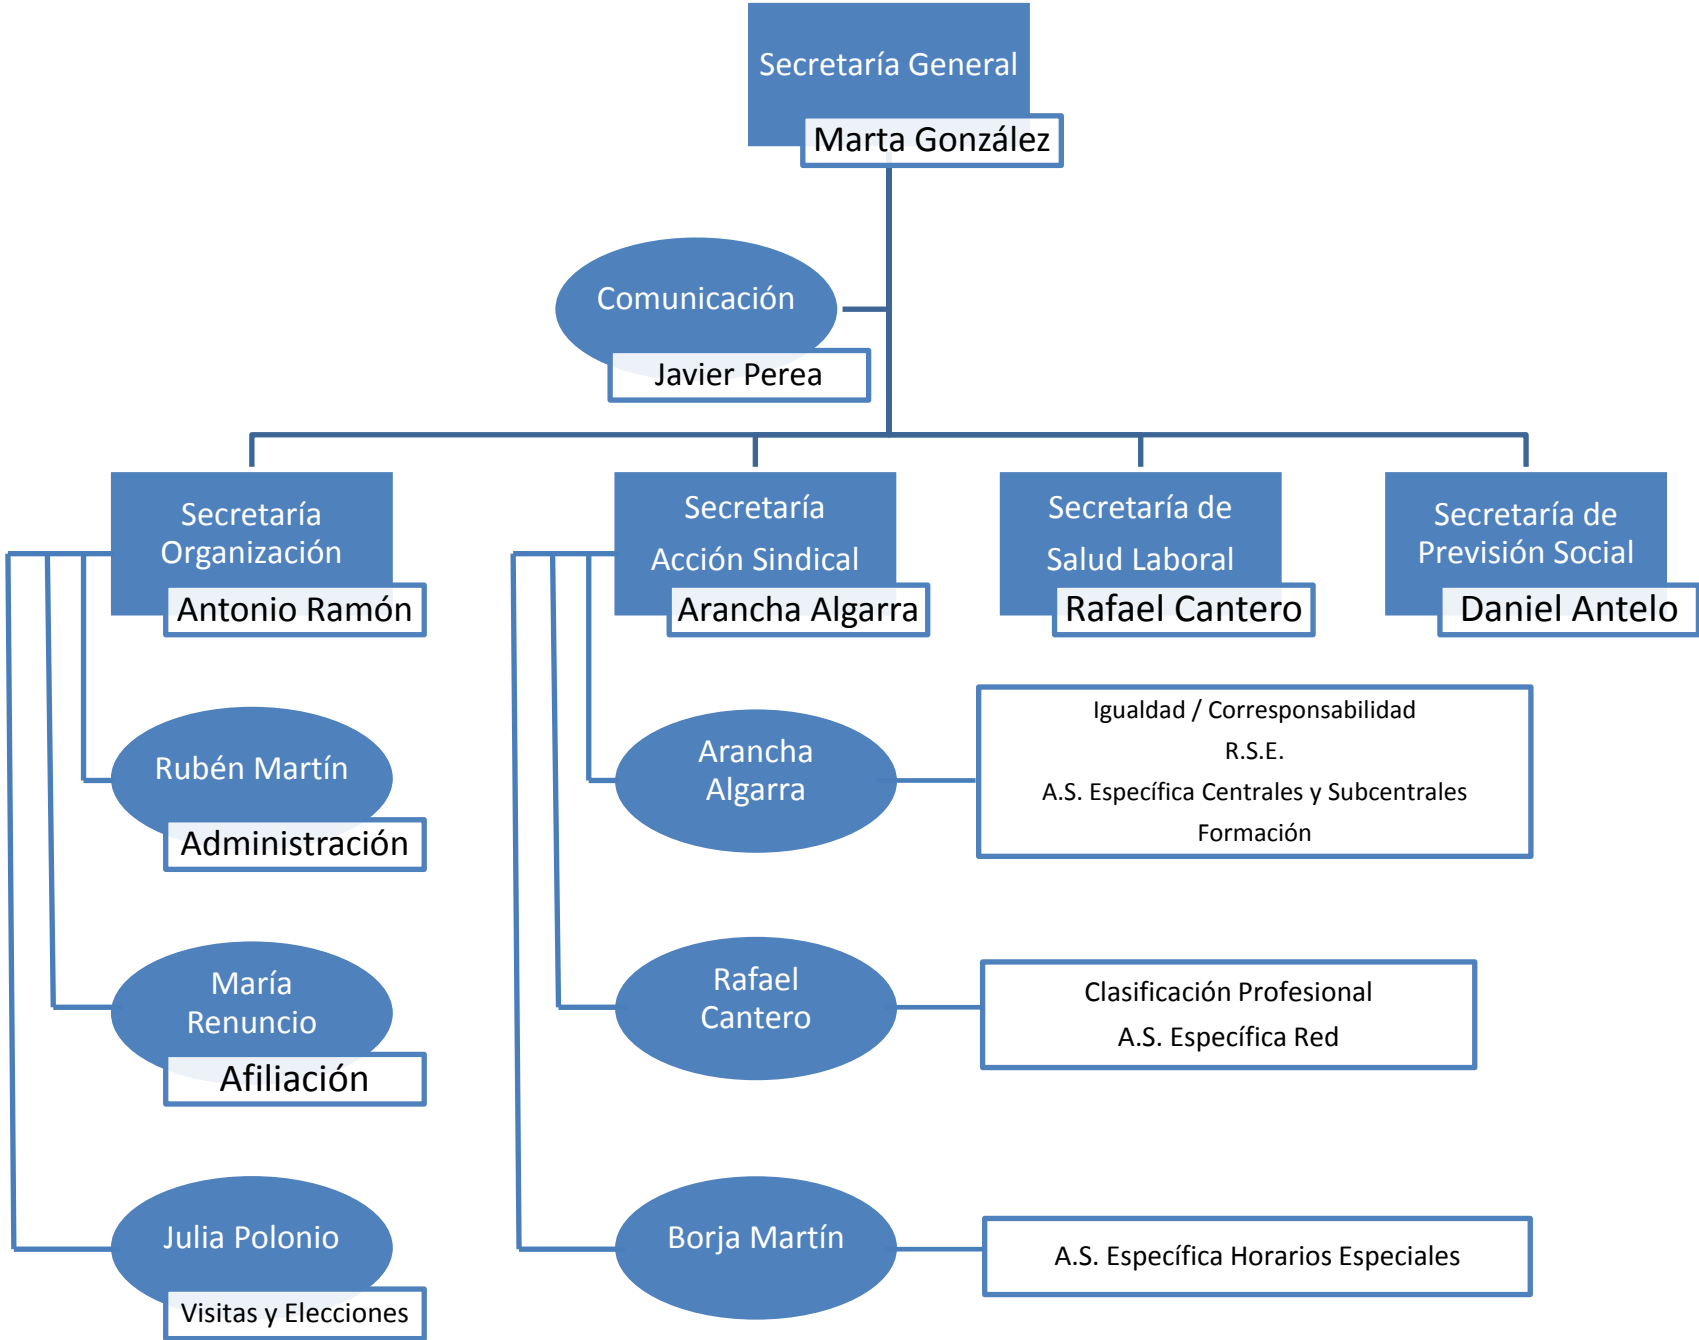 Secretaría General
Marta González
Comunicación
Javier Perea
Secretaría
Organización
Antonio Ramón
Secretaría
Acción Sindical
Arancha Algarra
Secretaría de
Salud Laboral
Rafael Cantero
Secretaría de
Previsión Social
Daniel Antelo
Rubén Martín
Administración
María
Renuncio
Afiliación
Julia Polonio
Visitas y Elecciones
Arancha
Algarra
Igualdad / Corresponsabilidad
R.S.E.
A.S. Específica Centrales y Subcentrales
Formación
Rafael
Cantero
Clasificación Profesional
A.S. Específica Red
Borja Martín
A.S. Específica Horarios Especiales